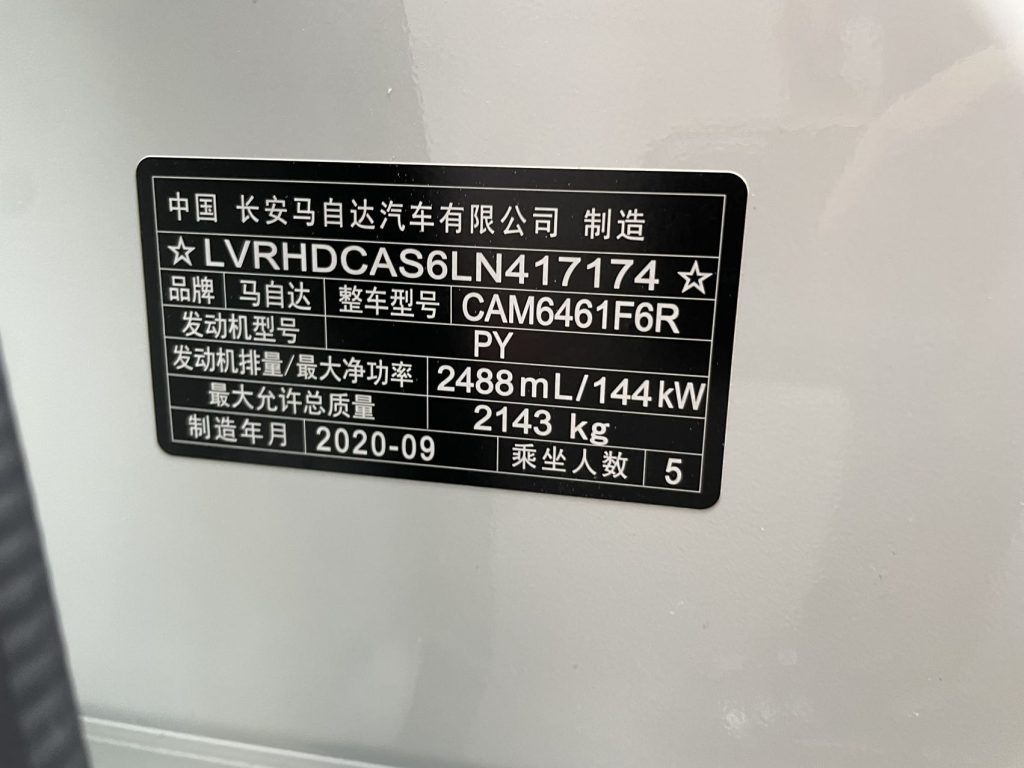 中国 长安马自达汽车有限公司 制造
☆LVRHDCAS6LN417174☆
品牌 马自达 整车型号 CAM6461F6R
发动机型号 PY
发动机排量/最大净功率 2488mL/144kW
最大允许总质量 2143 kg
制造年月 2020-09 乘坐人数 5